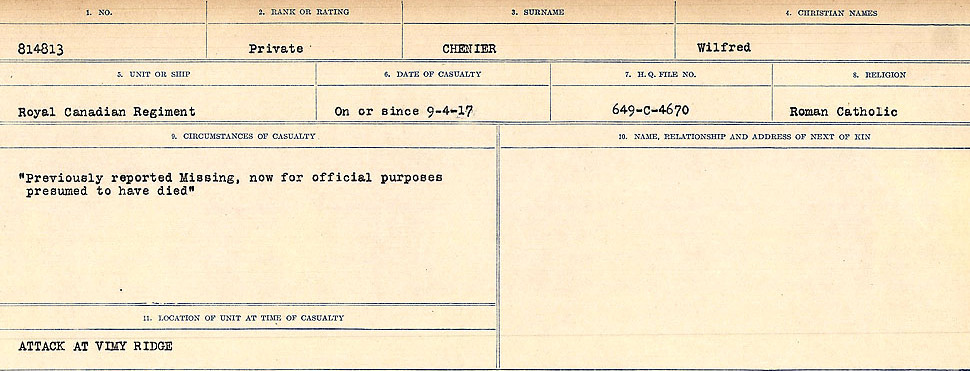 1. NO.
2. RANK OR RATING
3. SURNAME
4. CHRISTIAN NAMES
814813
Private
CHENIER
Wilfred
5. UNIT OR SHIP
6. DATE OF CASUALTY
7. H.Q. FILE NO.
8. RELIGION
Royal Canadian Regiment
On or since 9-4-17
649-C-4670
Roman Catholic
9. CIRCUMSTANCES OF CASUALTY
"Previously reported Missing, now for official purposes
presumed to have died"
10. NAME, RELATIONSHIP AND ADDRESS OF NEXT OF KIN
11. LOCATION OF UNIT AT TIME OF CASUALTY
ATTACK AT VIMY RIDGE